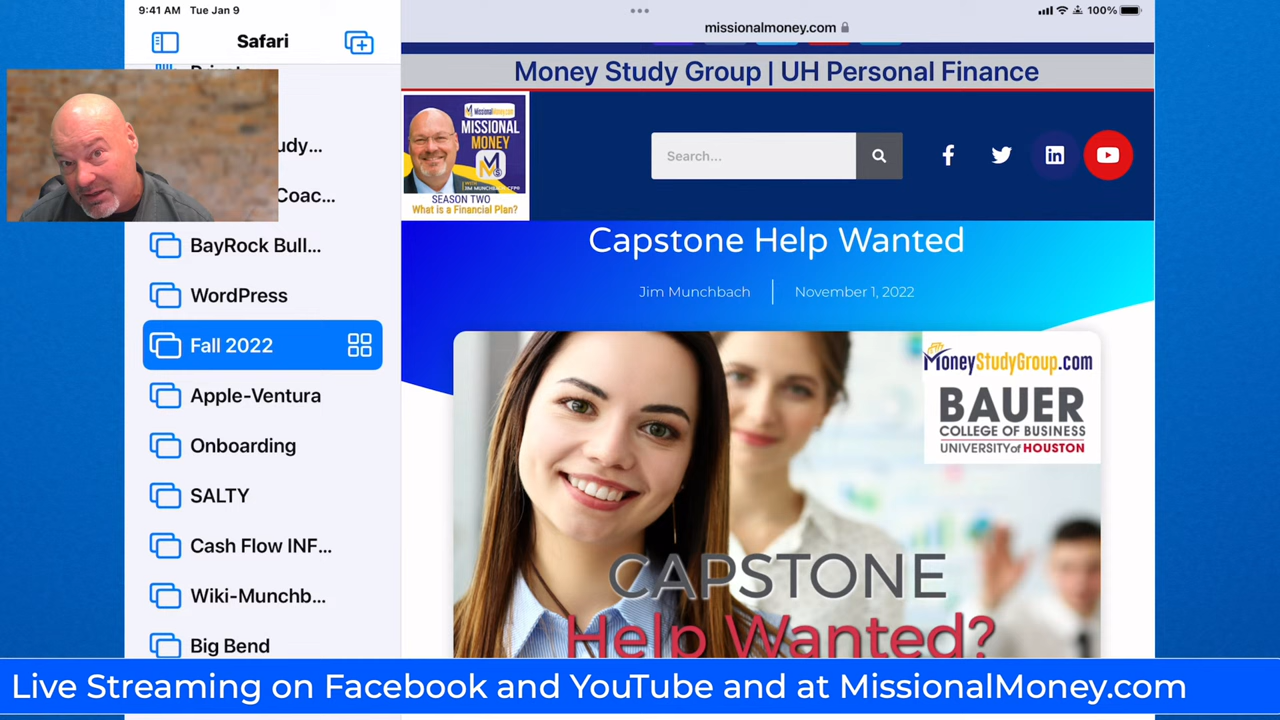 9:41 AM Tue Jan 9
100%
Safari
missionalmoney.com
Money Study Group | UH Personal Finance
MissionalMoney.com
MISSIONAL
MONEY
SEASON TWO
What is a Financial Plan?
Search...
udy...
Coac...
BayRock Bull...
WordPress
Fall 2022
Apple-Ventura
Onboarding
SALTY
Cash Flow INF...
Wiki-Munchb...
Big Bend
Capstone Help Wanted
Jim Munchbach
November 1, 2022
MoneyStudyGroup.com
BAUER
COLLEGE OF BUSINESS
UNIVERSITY of HOUSTON
CAPSTONE
Help Wanted?
Live Streaming on Facebook and YouTube and at MissionalMoney.com